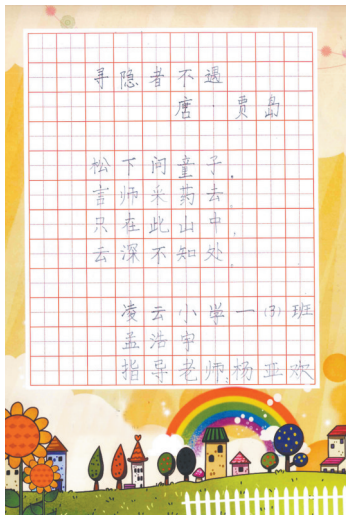 寻隐者不遇
唐·贾岛
松下问童子。
言师采药去。
只在此山中,
云深不知处。
凌云小学一(3)班
孟浩宇
指导老师:杨亚欢